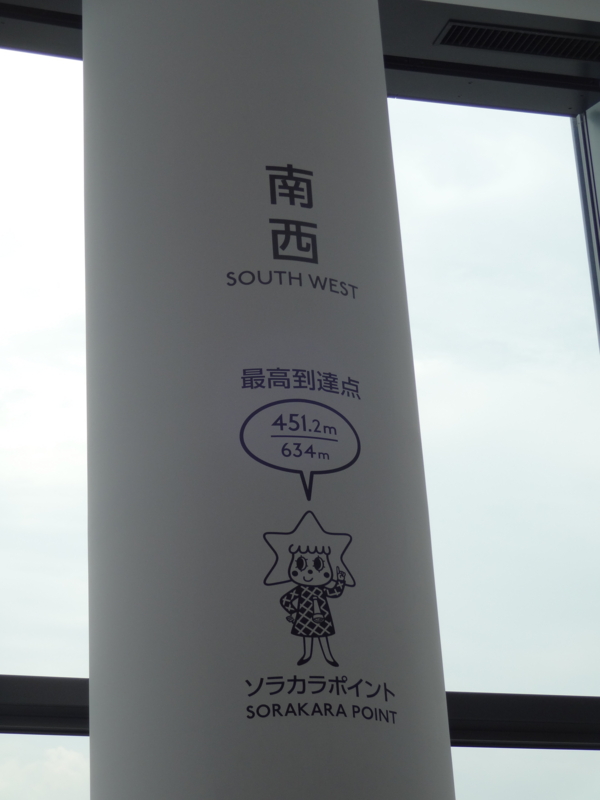 南
西
SOUTH WEST
最高到達点
451.2m
634m
ソラカラポイント
SORAKARA POINT